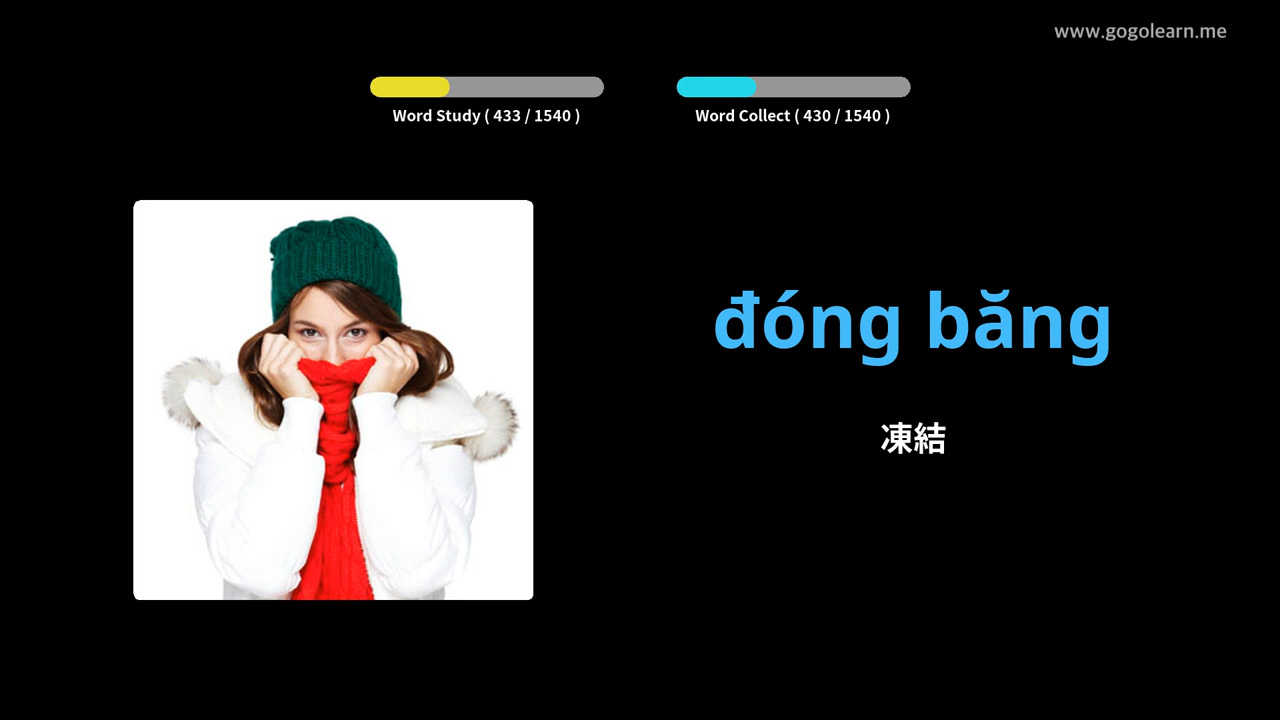 www.gogolearn.me
Word Study ( 433 / 1540 )
Word Collect ( 430 / 1540 )
đóng băng
凍結